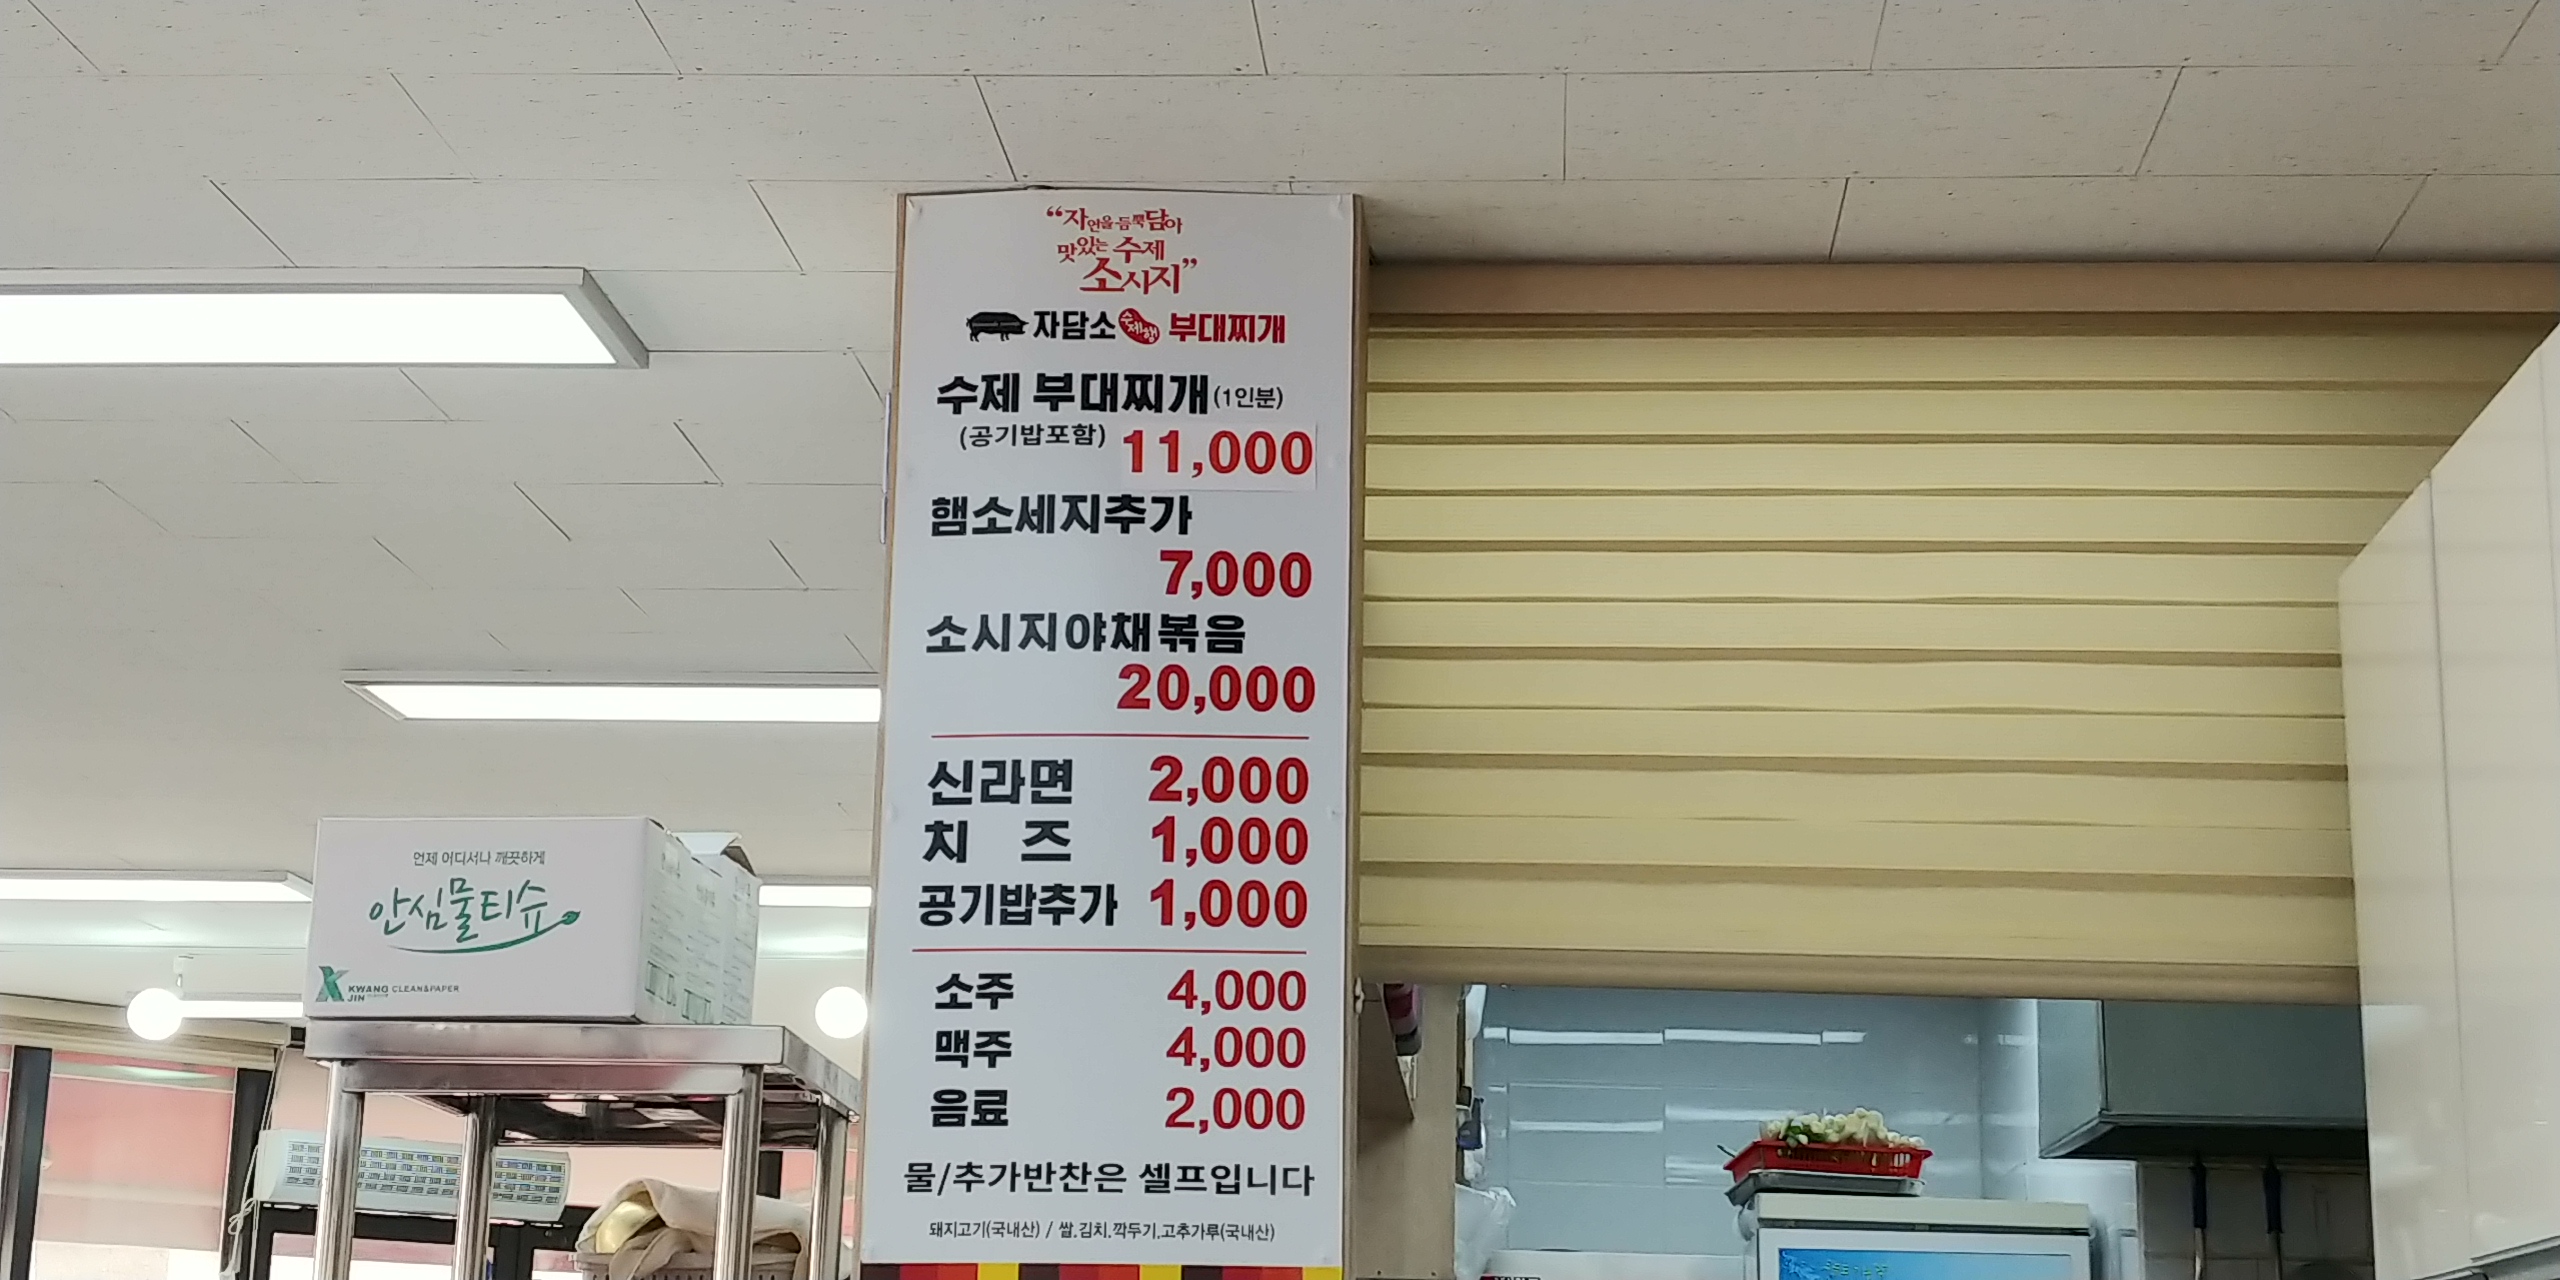 “자연을 듬뿍 담아
맛있는 수제
소시지”
자담소 수제햄 부대찌개
수제 부대찌개(1인분)
(공기밥포함) 11,000
햄소세지추가
7,000
소시지야채볶음
20,000
신라면 2,000
치 즈 1,000
공기밥추가 1,000
소주 4,000
맥주 4,000
음료 2,000
물/추가반찬은 셀프입니다
돼지고기(국내산) / 쌀.김치.깍두기.고추가루(국내산)
언제 어디서나 깨끗하게
안심물티슈
KWANG JIN CLEAN&PAPER